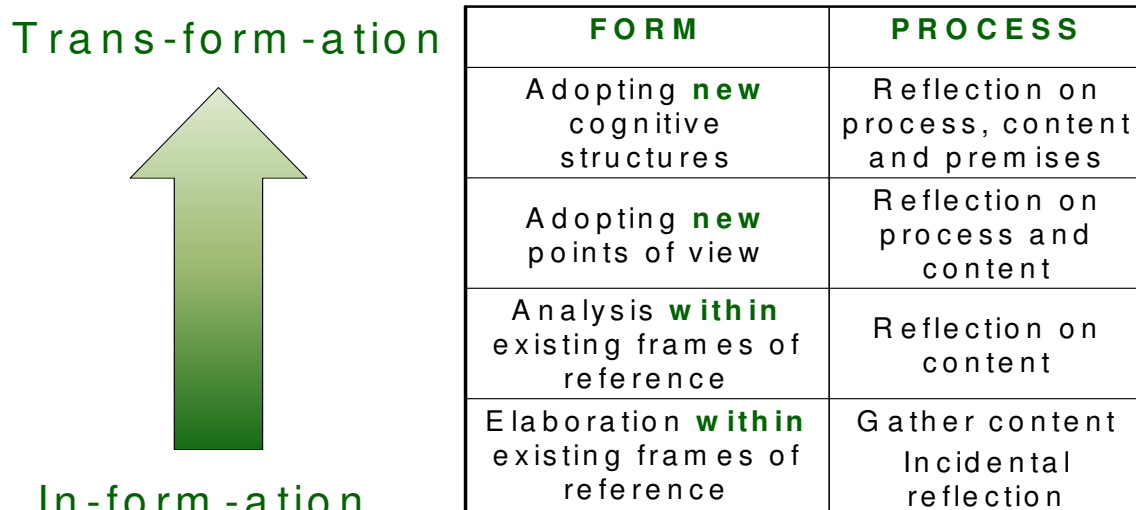 Trans-form-ation
In-form-ation
FORM
PROCESS
Adopting new
cognitive
structures
Reflection on
process, content
and premises
Adopting new
points of view
Reflection on
process and
content
Analysis within
existing frames of
reference
Reflection on
content
Elaboration within
existing frames of
reference
Gather content
Incidental
reflection